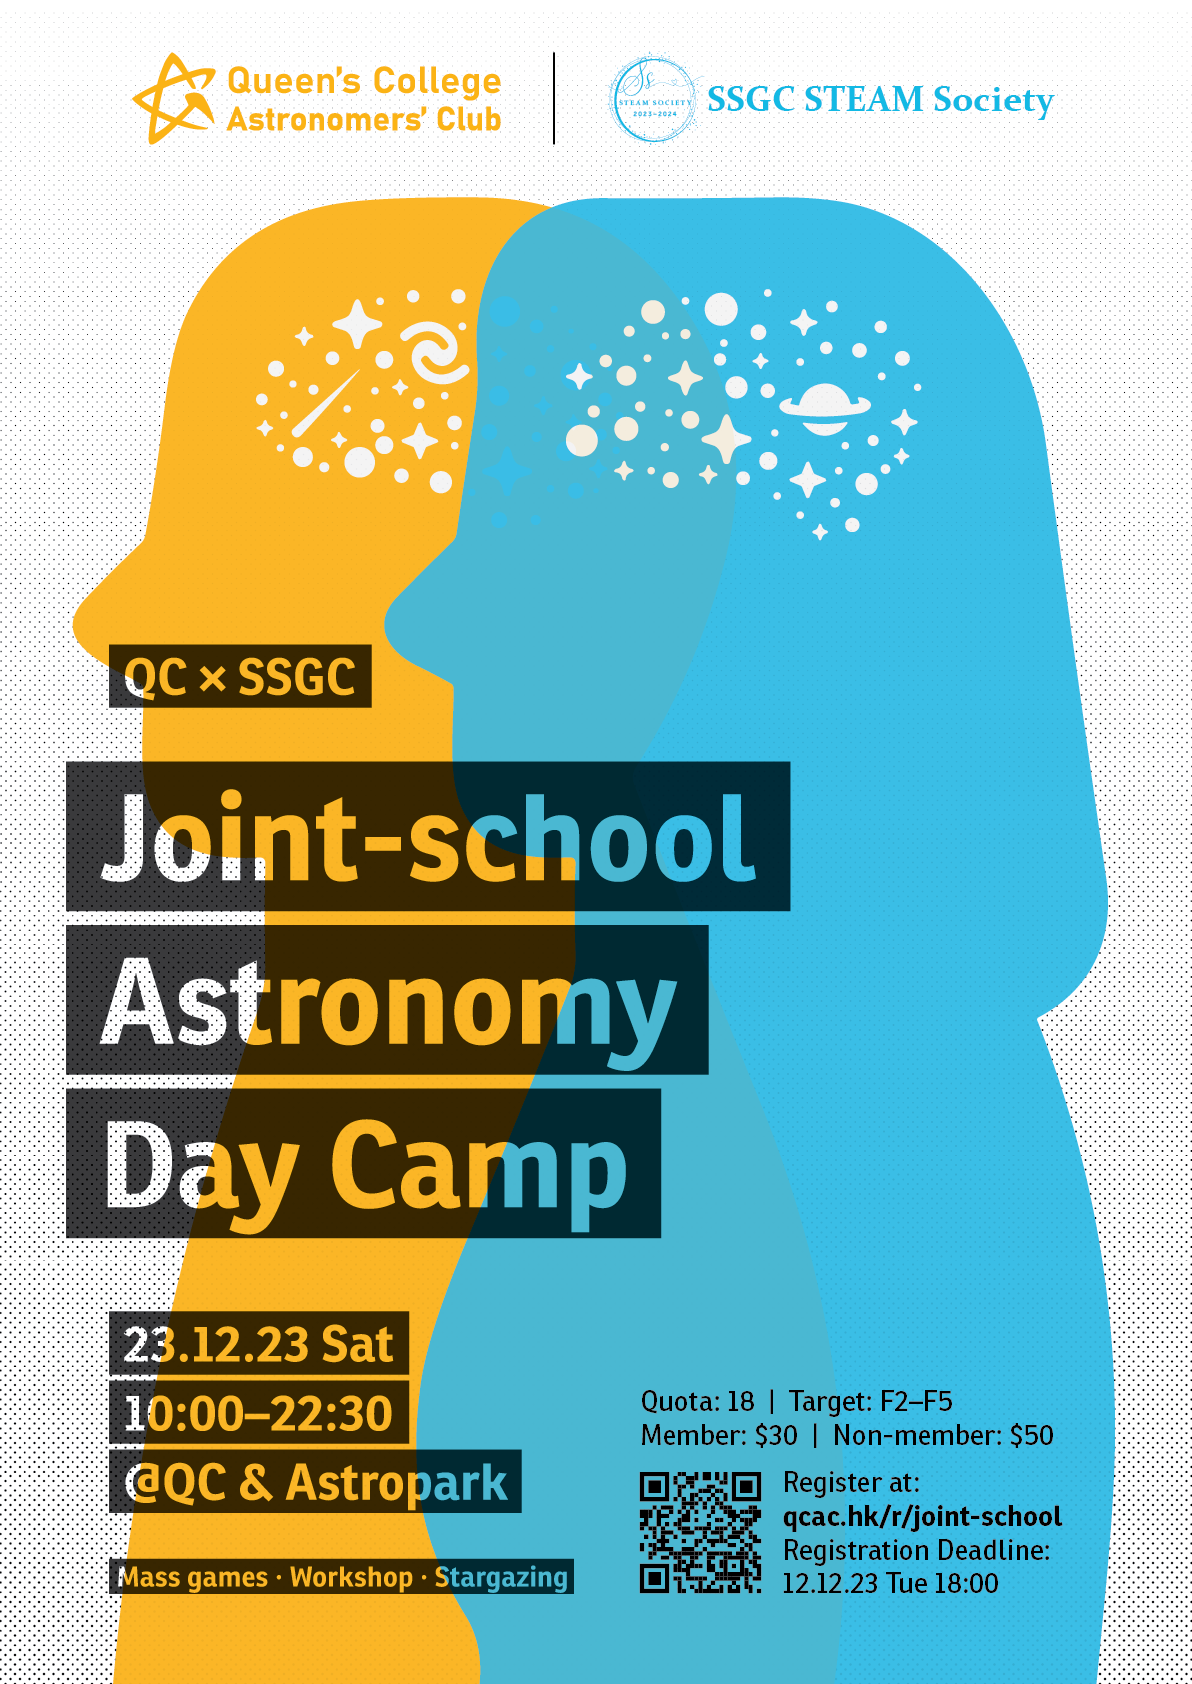 Queen's College
Astronomers' Club
Ss
STEAM SOCIETY
2023-2024
SSGC STEAM Society
QC × SSGC
Joint-school
Astronomy
Day Camp
23.12.23 Sat
10:00–22:30
@QC & Astropark
Mass games · Workshop · Stargazing
Quota: 18 | Target: F2–F5
Member: $30 | Non-member: $50
Register at:
qcac.hk/r/joint-school
Registration Deadline:
12.12.23 Tue 18:00